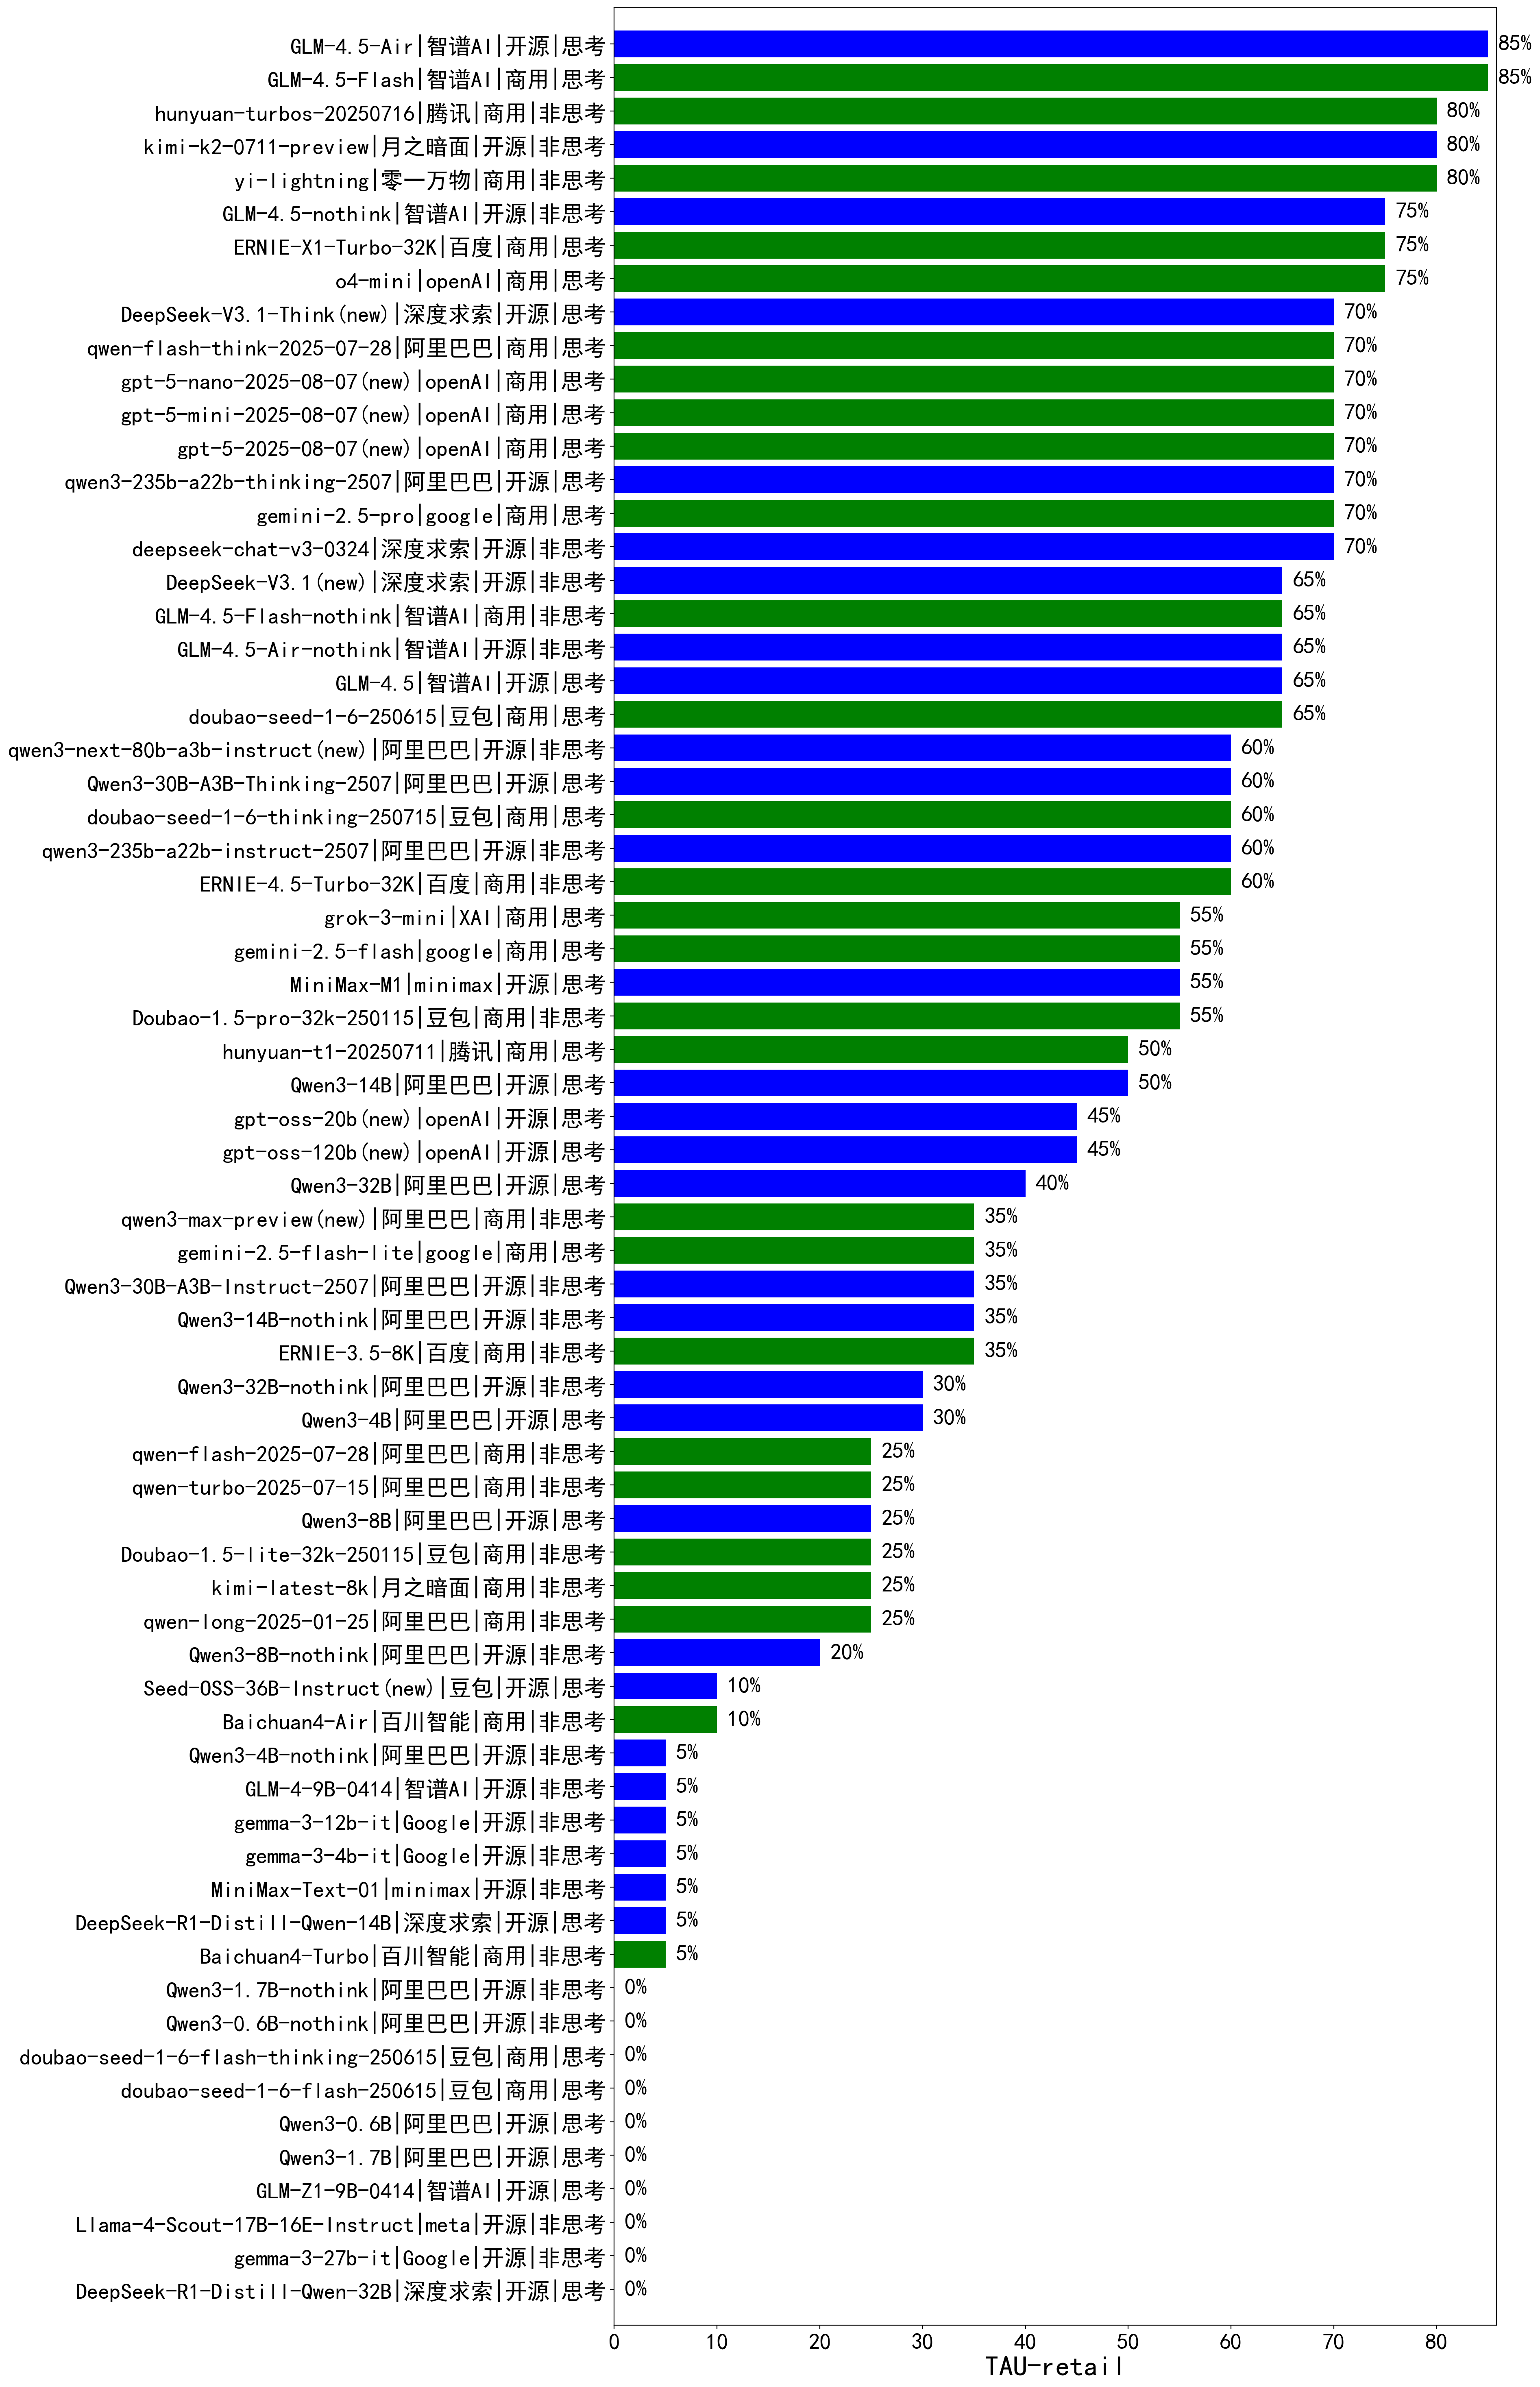 GLM-4.5-Air|智谱AI|开源|思考 85%
GLM-4.5-Flash|智谱AI|商用|思考 85%
hunyuan-turbos-20250716|腾讯|商用|非思考 80%
kimi-k2-0711-preview|月之暗面|开源|非思考 80%
yi-lightning|零一万物|商用|非思考 80%
GLM-4.5-nothink|智谱AI|开源|非思考 75%
ERNIE-X1-Turbo-32K|百度|商用|思考 75%
o4-mini|openAI|商用|思考 75%
DeepSeek-V3.1-Think(new)|深度求索|开源|思考 70%
qwen-flash-think-2025-07-28|阿里巴巴|商用|思考 70%
gpt-5-nano-2025-08-07(new)|openAI|商用|思考 70%
gpt-5-mini-2025-08-07(new)|openAI|商用|思考 70%
gpt-5-2025-08-07(new)|openAI|商用|思考 70%
qwen3-235b-a22b-thinking-2507|阿里巴巴|开源|思考 70%
gemini-2.5-pro|google|商用|思考 70%
deepseek-chat-v3-0324|深度求索|开源|非思考 70%
DeepSeek-V3.1(new)|深度求索|开源|非思考 65%
GLM-4.5-Flash-nothink|智谱AI|商用|非思考 65%
GLM-4.5-Air-nothink|智谱AI|开源|非思考 65%
GLM-4.5|智谱AI|开源|思考 65%
doubao-seed-1-6-250615|豆包|商用|思考 65%
qwen3-next-80b-a3b-instruct(new)|阿里巴巴|开源|非思考 60%
Qwen3-30B-A3B-Thinking-2507|阿里巴巴|开源|思考 60%
doubao-seed-1-6-thinking-250715|豆包|商用|思考 60%
qwen3-235b-a22b-instruct-2507|阿里巴巴|开源|非思考 60%
ERNIE-4.5-Turbo-32K|百度|商用|非思考 60%
grok-3-mini|XAI|商用|思考 55%
gemini-2.5-flash|google|商用|思考 55%
MiniMax-M1|minimax|开源|思考 55%
Doubao-1.5-pro-32k-250115|豆包|商用|非思考 55%
hunyuan-t1-20250711|腾讯|商用|思考 50%
Qwen3-14B|阿里巴巴|开源|思考 50%
gpt-oss-20b(new)|openAI|开源|思考 45%
gpt-oss-120b(new)|openAI|开源|思考 45%
Qwen3-32B|阿里巴巴|开源|思考 40%
qwen3-max-preview(new)|阿里巴巴|商用|非思考 35%
gemini-2.5-flash-lite|google|商用|思考 35%
Qwen3-30B-A3B-Instruct-2507|阿里巴巴|开源|非思考 35%
Qwen3-14B-nothink|阿里巴巴|开源|非思考 35%
ERNIE-3.5-8K|百度|商用|非思考 35%
Qwen3-32B-nothink|阿里巴巴|开源|非思考 30%
Qwen3-4B|阿里巴巴|开源|思考 30%
qwen-flash-2025-07-28|阿里巴巴|商用|非思考 25%
qwen-turbo-2025-07-15|阿里巴巴|商用|非思考 25%
Qwen3-8B|阿里巴巴|开源|思考 25%
Doubao-1.5-lite-32k-250115|豆包|商用|非思考 25%
kimi-latest-8k|月之暗面|商用|非思考 25%
qwen-long-2025-01-25|阿里巴巴|商用|非思考 25%
Qwen3-8B-nothink|阿里巴巴|开源|非思考 20%
Seed-OSS-36B-Instruct(new)|豆包|开源|思考 10%
Baichuan4-Air|百川智能|商用|非思考 10%
Qwen3-4B-nothink|阿里巴巴|开源|非思考 5%
GLM-4-9B-0414|智谱AI|开源|非思考 5%
gemma-3-12b-it|Google|开源|非思考 5%
gemma-3-4b-it|Google|开源|非思考 5%
MiniMax-Text-01|minimax|开源|非思考 5%
DeepSeek-R1-Distill-Qwen-14B|深度求索|开源|思考 5%
Baichuan4-Turbo|百川智能|商用|非思考 5%
Qwen3-1.7B-nothink|阿里巴巴|开源|非思考 0%
Qwen3-0.6B-nothink|阿里巴巴|开源|非思考 0%
doubao-seed-1-6-flash-thinking-250615|豆包|商用|思考 0%
doubao-seed-1-6-flash-250615|豆包|商用|思考 0%
Qwen3-0.6B|阿里巴巴|开源|思考 0%
Qwen3-1.7B|阿里巴巴|开源|思考 0%
GLM-Z1-9B-0414|智谱AI|开源|思考 0%
Llama-4-Scout-17B-16E-Instruct|meta|开源|非思考 0%
gemma-3-27b-it|Google|开源|非思考 0%
DeepSeek-R1-Distill-Qwen-32B|深度求索|开源|思考 0%
0 10 20 30 40 50 60 70 80
TAU-retail